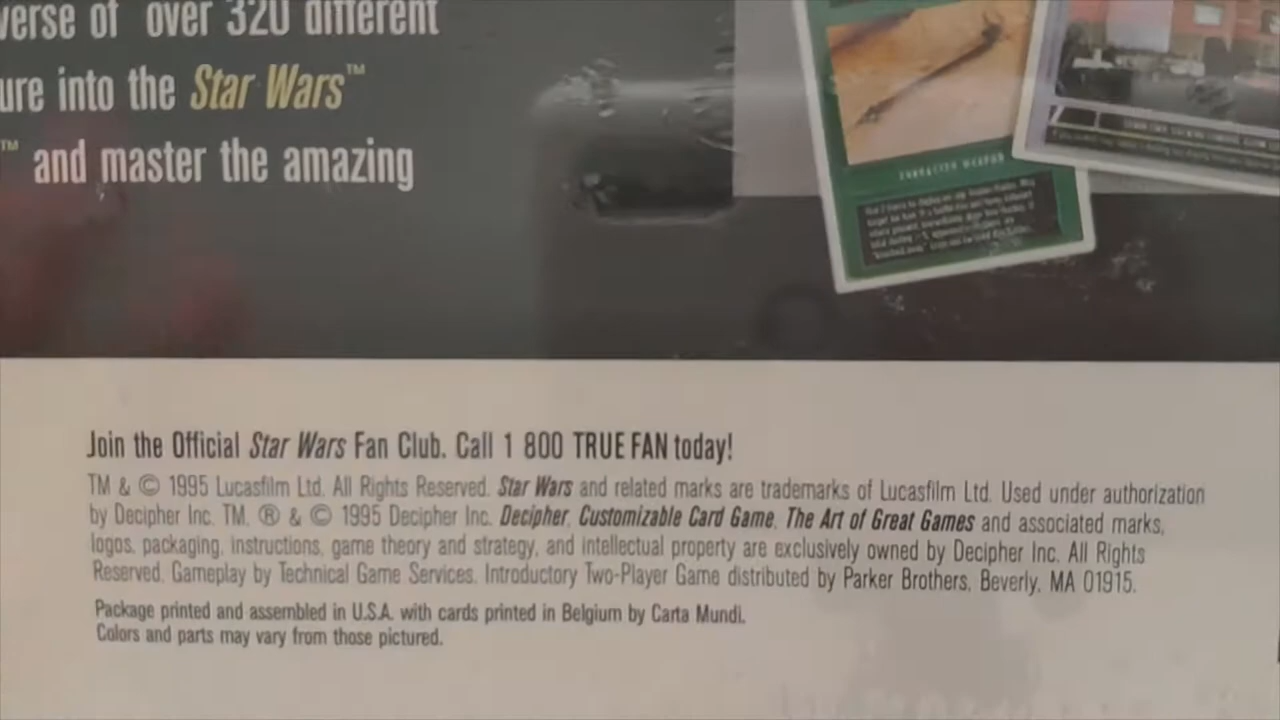 verse of over 320 different
ure into the Star Wars™
™ and master the amazing
Join the Official Star Wars Fan Club. Call 1 800 TRUE FAN today!
TM & © 1995 Lucasfilm Ltd. All Rights Reserved. Star Wars and related marks are trademarks of Lucasfilm Ltd. Used under authorization
by Decipher Inc. TM, ® & © 1995 Decipher Inc. Decipher, Customizable Card Game, The Art of Great Games and associated marks,
logos, packaging, instructions, game theory and strategy, and intellectual property are exclusively owned by Decipher Inc. All Rights
Reserved. Gameplay by Technical Game Services. Introductory Two-Player Game distributed by Parker Brothers, Beverly, MA 01915.
Package printed and assembled in U.S.A. with cards printed in Belgium by Carta Mundi.
Colors and parts may vary from those pictured.